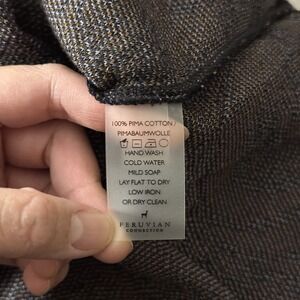 100% PIMA COTTON/
PIMABAUMWOLLE
HAND WASH
COLD WATER
MILD SOAP
LAY FLAT TO DRY
LOW IRON
OR DRY CLEAN
PERUVIAN
CONNECTION